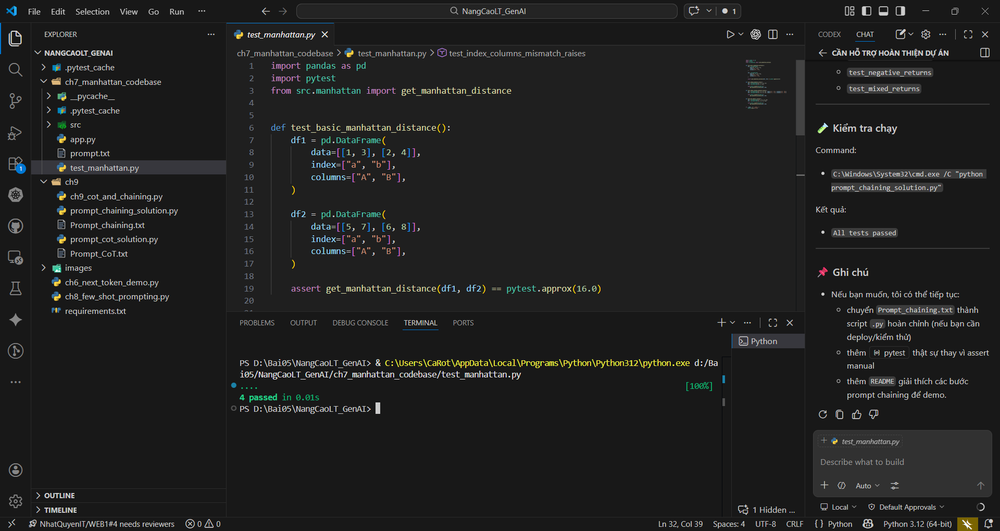 File Edit Selection View Go Run ···
NangCaoLT_GenAI
1
EXPLORER
NANGCAOLT_GENAI
.pytest_cache
ch7_manhattan_codebase
__pycache__
.pytest_cache
src
app.py
prompt.txt
test_manhattan.py
ch9
ch9_cot_and_chaining.py
prompt_chaining_solution.py
Prompt_chaining.txt
prompt_cot_solution.py
Prompt_CoT.txt
images
ch6_next_token_demo.py
ch8_few_shot_prompting.py
requirements.txt
OUTLINE
TIMELINE
1
test_manhattan.py
ch7_manhattan_codebase > test_manhattan.py > test_index_columns_mismatch_raises
1 import pandas as pd
2 import pytest
3 from src.manhattan import get_manhattan_distance
4
5
6 def test_basic_manhattan_distance():
7 df1 = pd.DataFrame(
8 data=[[1, 3], [2, 4]],
9 index=["a", "b"],
10 columns=["A", "B"],
11 )
12
13 df2 = pd.DataFrame(
14 data=[[5, 7], [6, 8]],
15 index=["a", "b"],
16 columns=["A", "B"],
17 )
18
19 assert get_manhattan_distance(df1, df2) == pytest.approx(16.0)
20
PROBLEMS OUTPUT DEBUG CONSOLE TERMINAL PORTS
Python
PS D:\Bai05\NangCaoLT_GenAI> & C:\Users\CaRot\AppData\Local\Programs\Python\Python312\python.exe d:/Ba
i05/NangCaoLT_GenAI/ch7_manhattan_codebase/test_manhattan.py
.... [100%]
4 passed in 0.01s
PS D:\Bai05\NangCaoLT_GenAI>
1 Hidden ...
CODEX CHAT
CẦN HỖ TRỢ HOÀN THIỆN DỰ ÁN
test_negative_returns
test_mixed_returns
Kiểm tra chạy
Command:
C:\Windows\System32\cmd.exe /C "python
prompt_chaining_solution.py"
Kết quả:
All tests passed
Ghi chú
Nếu bạn muốn, tôi có thể tiếp tục:
chuyển Prompt_chaining.txt thành
script .py hoàn chỉnh (nếu bạn cần
deploy/kiểm thử)
thêm pytest thật sự thay vì assert
manual
thêm README giải thích các bước
prompt chaining để demo.
test_manhattan.py
Describe what to build
Auto
Local Default Approvals
NhatQuyenIT/WEB1#4 needs reviewers 0 0
Ln 32, Col 39 Spaces: 4 UTF-8 CRLF { } Python Python 3.12 (64-bit)